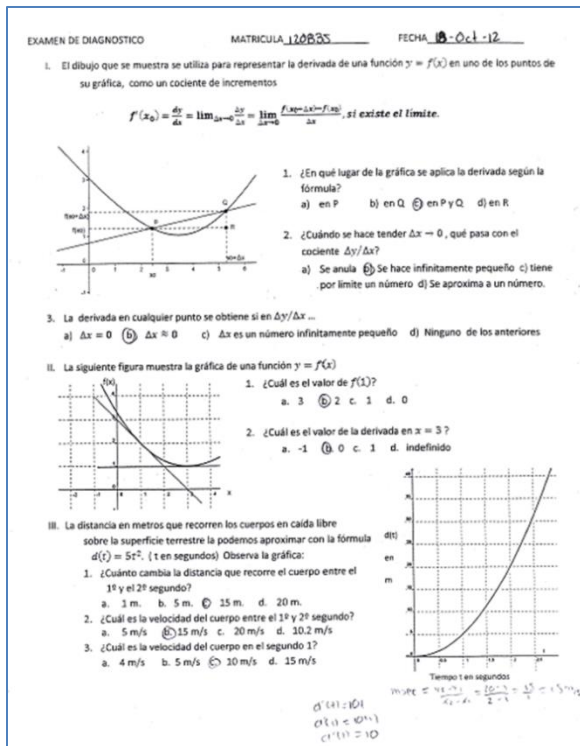 EXAMEN DE DIAGNOSTICO MATRICULA 120B35 FECHA 18-Oct-12
I. El dibujo que se muestra se utiliza para representar la derivada de una función y = f(x) en uno de los puntos de
su gráfica, como un cociente de incrementos
f'(x₀) = dy/dx = lim Δx→0 Δy/Δx = lim Δx→0 f(x0+Δx)−f(x0)/Δx, si existe el límite.
1. ¿En qué lugar de la gráfica se aplica la derivada según la
fórmula?
a) en P b) en Q c) en P y Q d) en R
2. ¿Cuándo se hace tender Δx → 0, qué pasa con el
cociente Δy/Δx?
a) Se anula b) Se hace infinitamente pequeño c) tiene
por límite un número d) Se aproxima a un número.
3. La derivada en cualquier punto se obtiene si en Δy/Δx ...
a) Δx = 0 b) Δx ≈ 0 c) Δx es un número infinitamente pequeño d) Ninguno de los anteriores
II. La siguiente figura muestra la gráfica de una función y = f(x)
f(x)
x
1. ¿Cuál es el valor de f(1)?
a. 3 b. 2 c. 1 d. 0
2. ¿Cuál es el valor de la derivada en x = 3 ?
a. -1 b. 0 c. 1 d. indefinido
III. La distancia en metros que recorren los cuerpos en caída libre
sobre la superficie terrestre la podemos aproximar con la fórmula
d(t) = 5t². ( t en segundos) Observa la gráfica:
1. ¿Cuánto cambia la distancia que recorre el cuerpo entre el
1º y el 2º segundo?
a. 1 m. b. 5 m. c. 15 m. d. 20 m.
2. ¿Cuál es la velocidad del cuerpo entre el 1º y 2º segundo?
a. 5 m/s b. 15 m/s c. 20 m/s d. 10.2 m/s
3. ¿Cuál es la velocidad del cuerpo en el segundo 1?
a. 4 m/s b. 5 m/s c. 10 m/s d. 15 m/s
d(t)
en
m
Tiempo t en segundos
d'(t) = 10t
d'(1) = 10(1)
d'(1) = 10